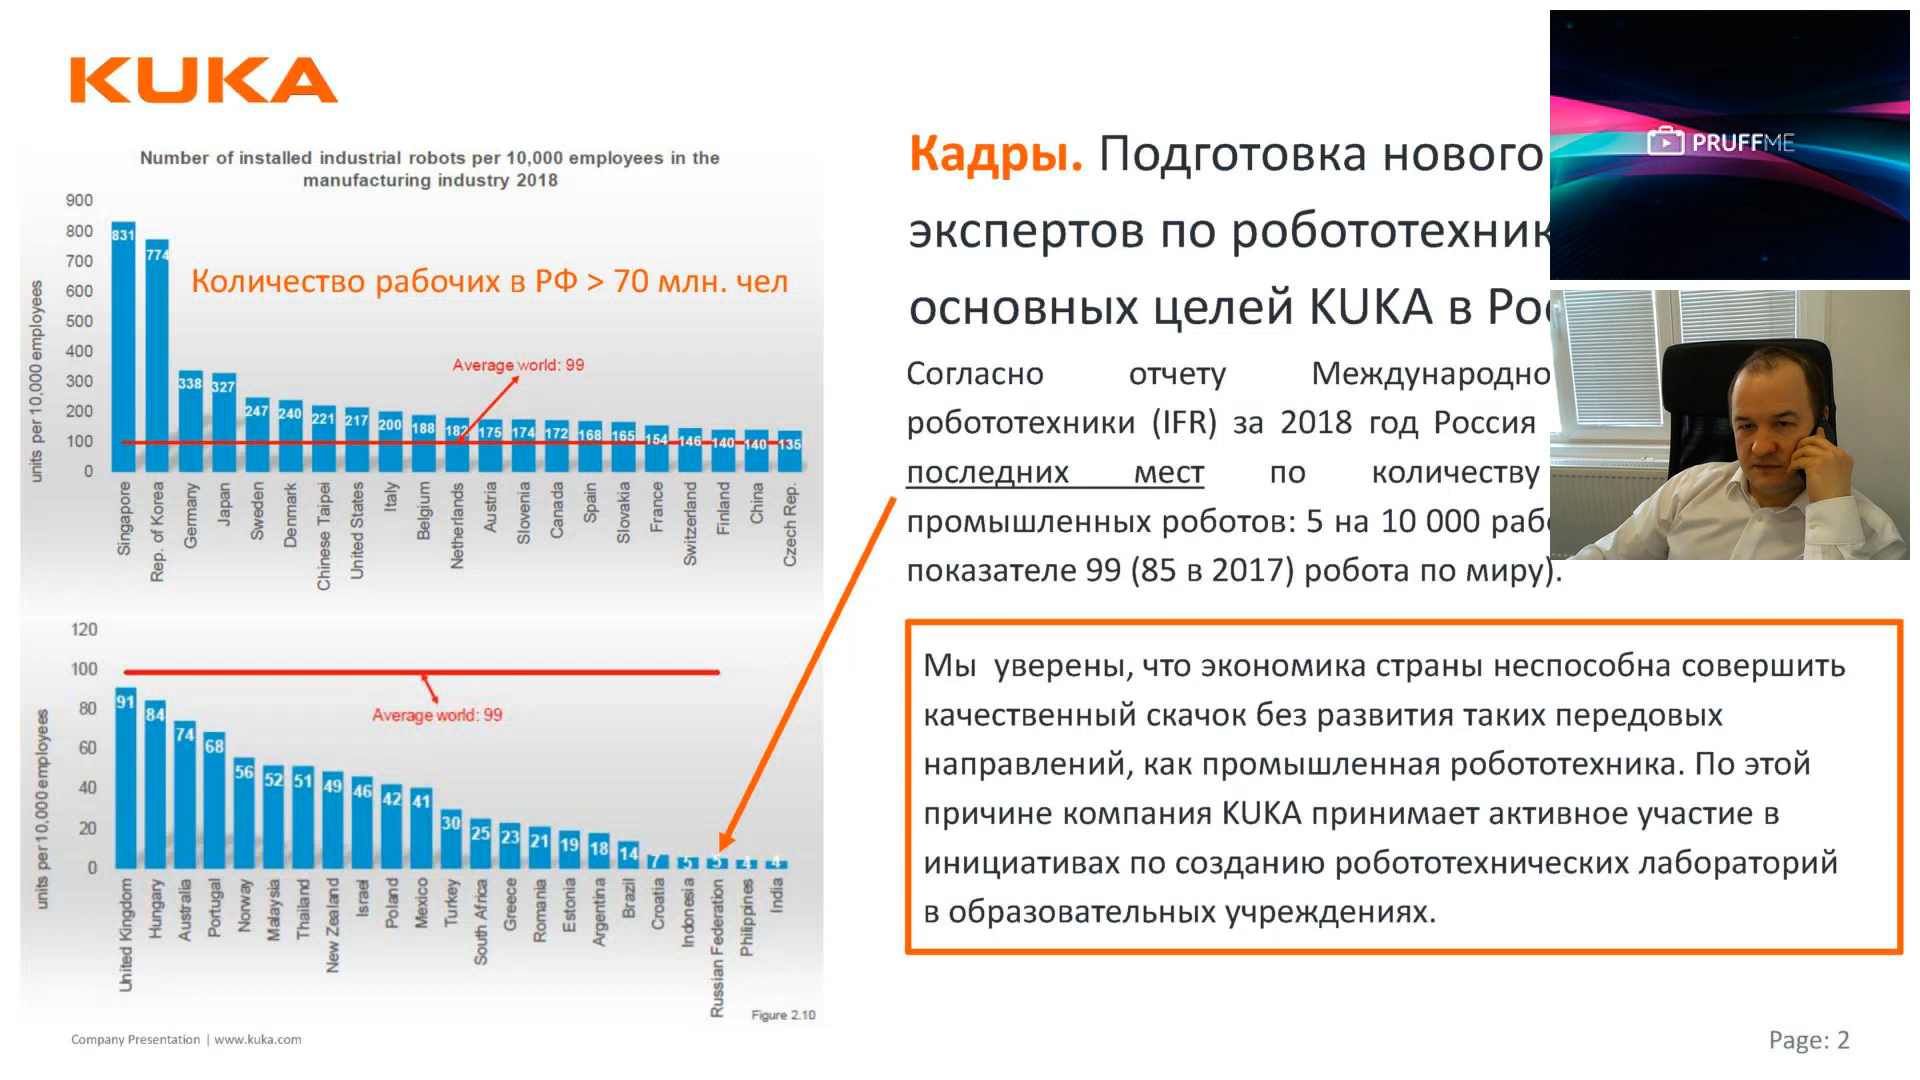 KUKA
Number of installed industrial robots per 10,000 employees in the
manufacturing industry 2018
units per 10,000 employees
900
800
700
600
500
400
300
200
100
0
Количество рабочих в РФ > 70 млн. чел
Average world: 99
831
774
338
327
247
240
221
217
200
188
182
175
174
172
168
165
154
146
140
140
135
Singapore
Rep. of Korea
Germany
Japan
Sweden
Denmark
Chinese Taipei
United States
Italy
Belgium
Netherlands
Austria
Slovenia
Canada
Spain
Slovakia
France
Switzerland
Finland
China
Czech Rep.
units per 10,000 employees
120
100
80
60
40
20
0
Average world: 99
91
84
74
68
56
52
51
49
46
42
41
30
25
23
21
19
18
14
7
5
5
4
4
United Kingdom
Hungary
Australia
Portugal
Norway
Malaysia
Thailand
New Zealand
Israel
Poland
Mexico
Turkey
South Africa
Greece
Romania
Estonia
Argentina
Brazil
Croatia
Indonesia
Russian Federation
Philippines
India
Figure 2.10
Кадры. Подготовка нового
экспертов по робототехник
основных целей KUKA в Рос
Согласно отчету Международно
робототехники (IFR) за 2018 год Россия
последних мест по количеству
промышленных роботов: 5 на 10 000 рабо
показателе 99 (85 в 2017) робота по миру).
Мы уверены, что экономика страны неспособна совершить
качественный скачок без развития таких передовых
направлений, как промышленная робототехника. По этой
причине компания KUKA принимает активное участие в
инициативах по созданию робототехнических лабораторий
в образовательных учреждениях.
PRUFFME
Company Presentation | www.kuka.com
Page: 2